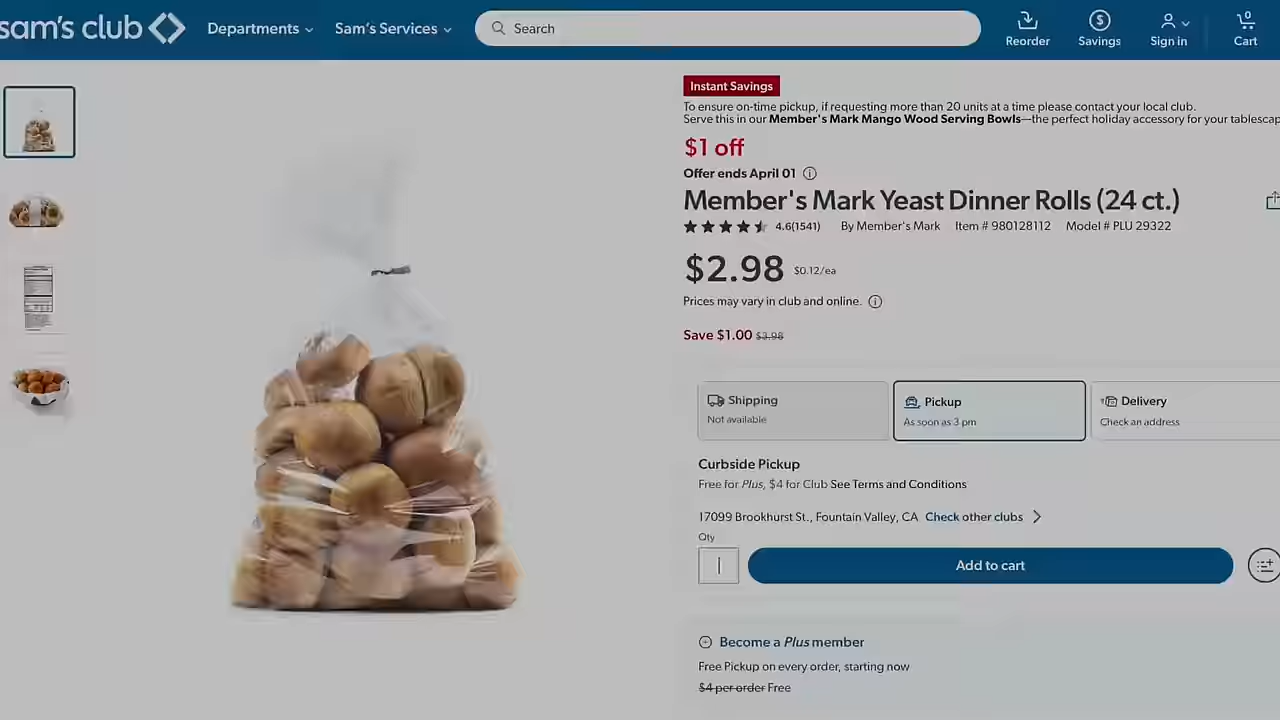 sam's club
Departments
Sam's Services
Search
Reorder
Savings
Sign in
0
Cart
Instant Savings
To ensure on-time pickup, if requesting more than 20 units at a time please contact your local club.
Serve this in our Member's Mark Mango Wood Serving Bowls—the perfect holiday accessory for your tablescap
$1 off
Offer ends April 01
Member's Mark Yeast Dinner Rolls (24 ct.)
4.6(1541) By Member's Mark Item # 980128112 Model # PLU 29322
$2.98 $0.12/ea
Prices may vary in club and online.
Save $1.00 $3.98
Shipping
Not available
Pickup
As soon as 3 pm
Delivery
Check an address
Curbside Pickup
Free for Plus, $4 for Club See Terms and Conditions
17099 Brookhurst St., Fountain Valley, CA Check other clubs
Qty
Add to cart
Become a Plus member
Free Pickup on every order, starting now
$4 per order Free